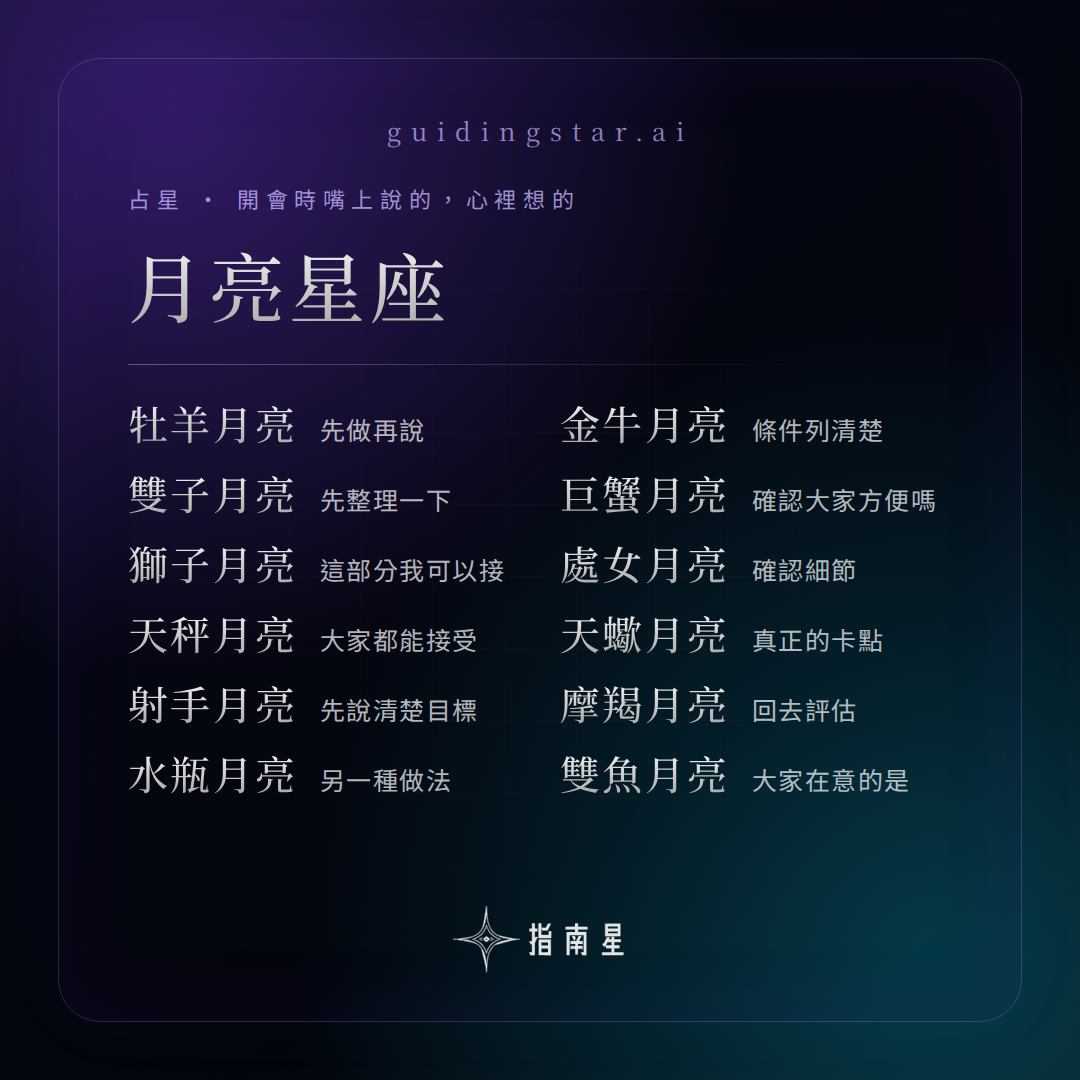 guidingstar.ai
占星 · 開會時嘴上說的，心裡想的
月亮星座
牡羊月亮 先做再說
金牛月亮 條件列清楚
雙子月亮 先整理一下
巨蟹月亮 確認大家方便嗎
獅子月亮 這部分我可以接
處女月亮 確認細節
天秤月亮 大家都能接受
天蠍月亮 真正的卡點
射手月亮 先說清楚目標
摩羯月亮 回去評估
水瓶月亮 另一種做法
雙魚月亮 大家在意的是
指南星